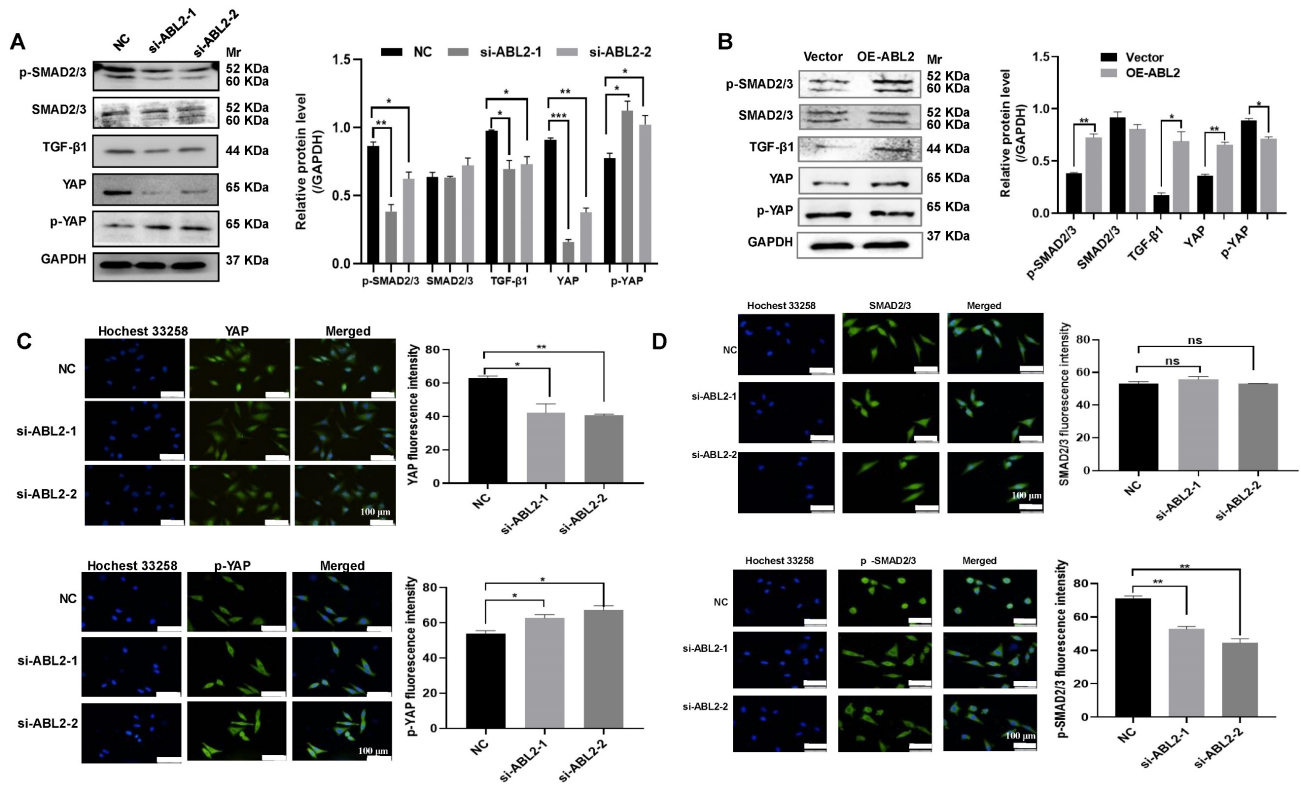 A
NC
si-ABL2-1
si-ABL2-2
Mr
p-SMAD2/3
52 KDa
60 KDa
SMAD2/3
52 KDa
60 KDa
TGF-β1
44 KDa
YAP
65 KDa
p-YAP
65 KDa
GAPDH
37 KDa
NC
si-ABL2-1
si-ABL2-2
Relative protein level
(/GAPDH)
1.5
1.0
0.5
0.0
**
*
*
*
***
**
*
*
p-SMAD2/3
SMAD2/3
TGF-β1
YAP
p-YAP
B
Vector
OE-ABL2
Mr
p-SMAD2/3
52 KDa
60 KDa
SMAD2/3
52 KDa
60 KDa
TGF-β1
44 KDa
YAP
65 KDa
p-YAP
65 KDa
GAPDH
37 KDa
Vector
OE-ABL2
Relative protein level
(/GAPDH)
1.5
1.0
0.5
0.0
**
*
**
*
p-SMAD2/3
SMAD2/3
TGF-β1
YAP
p-YAP
C
Hochest 33258
YAP
Merged
NC
si-ABL2-1
si-ABL2-2
100 μm
YAP fluorescence intensity
80
60
40
20
0
**
*
NC
si-ABL2-1
si-ABL2-2
Hochest 33258
p-YAP
Merged
NC
si-ABL2-1
si-ABL2-2
100 μm
p-YAP fluorescence intensity
80
60
40
20
0
*
*
NC
si-ABL2-1
si-ABL2-2
D
Hochest 33258
SMAD2/3
Merged
NC
si-ABL2-1
si-ABL2-2
100 μm
SMAD2/3 fluorescence intensity
80
60
40
20
0
ns
ns
NC
si-ABL2-1
si-ABL2-2
Hochest 33258
p -SMAD2/3
Merged
NC
si-ABL2-1
si-ABL2-2
100 μm
p-SMAD2/3 fluorescence intensity
80
60
40
20
0
**
**
NC
si-ABL2-1
si-ABL2-2